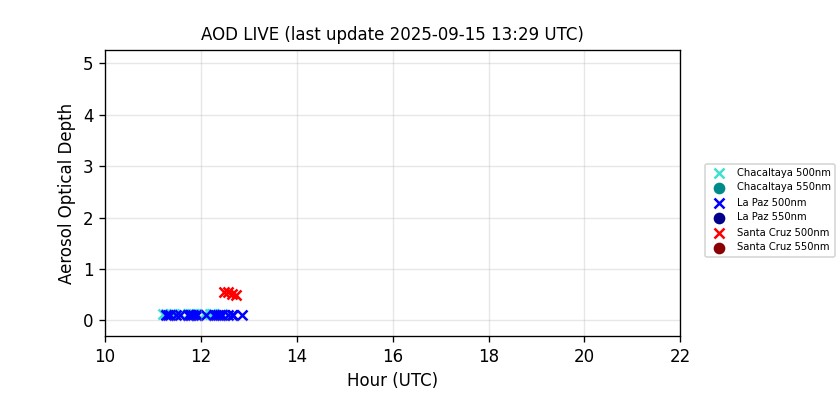 AOD LIVE (last update 2025-09-15 13:29 UTC)
Aerosol Optical Depth
5
4
3
2
1
0
10 12 14 16 18 20 22
Hour (UTC)
Chacaltaya 500nm
Chacaltaya 550nm
La Paz 500nm
La Paz 550nm
Santa Cruz 500nm
Santa Cruz 550nm